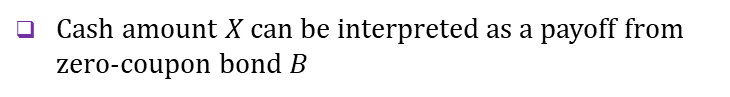 Cash amount X can be interpreted as a payoff from
zero-coupon bond B